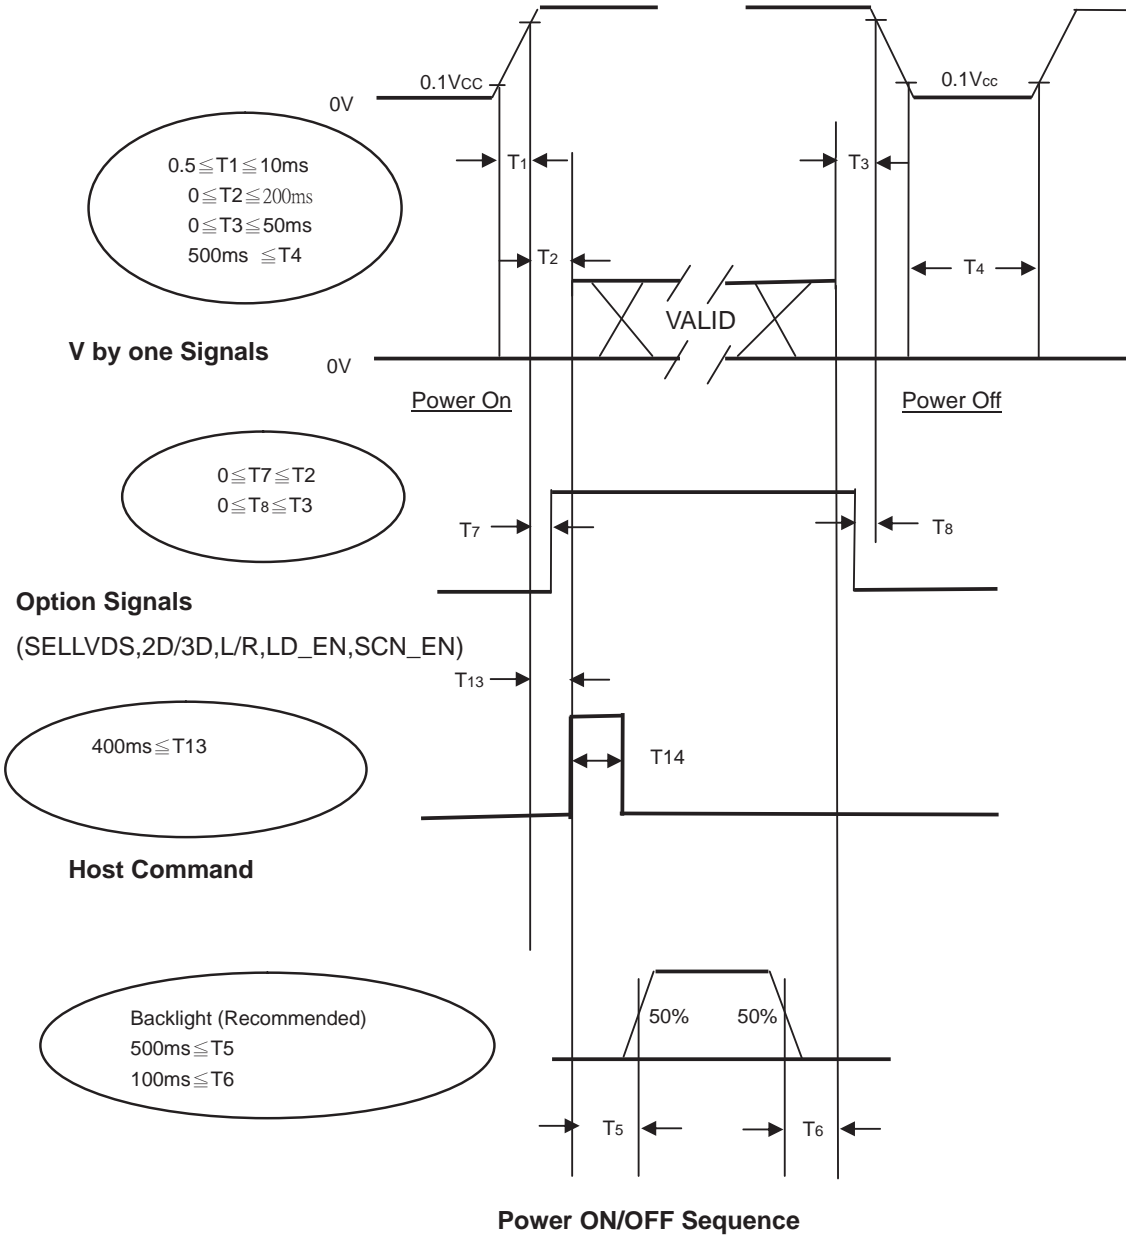 0.1Vcc
0.1Vcc
0V
0.5≦T1≦10ms
0≦T2≦200ms
0≦T3≦50ms
500ms ≦T4
T1
T3
T2
T4
VALID
V by one Signals
0V
Power On
Power Off
0≦T7≦T2
0≦T8≦T3
T7
T8
Option Signals
(SELLVDS,2D/3D,L/R,LD_EN,SCN_EN)
T13
400ms≦T13
T14
Host Command
Backlight (Recommended)
500ms≦T5
100ms≦T6
50%
50%
T5
T6
Power ON/OFF Sequence